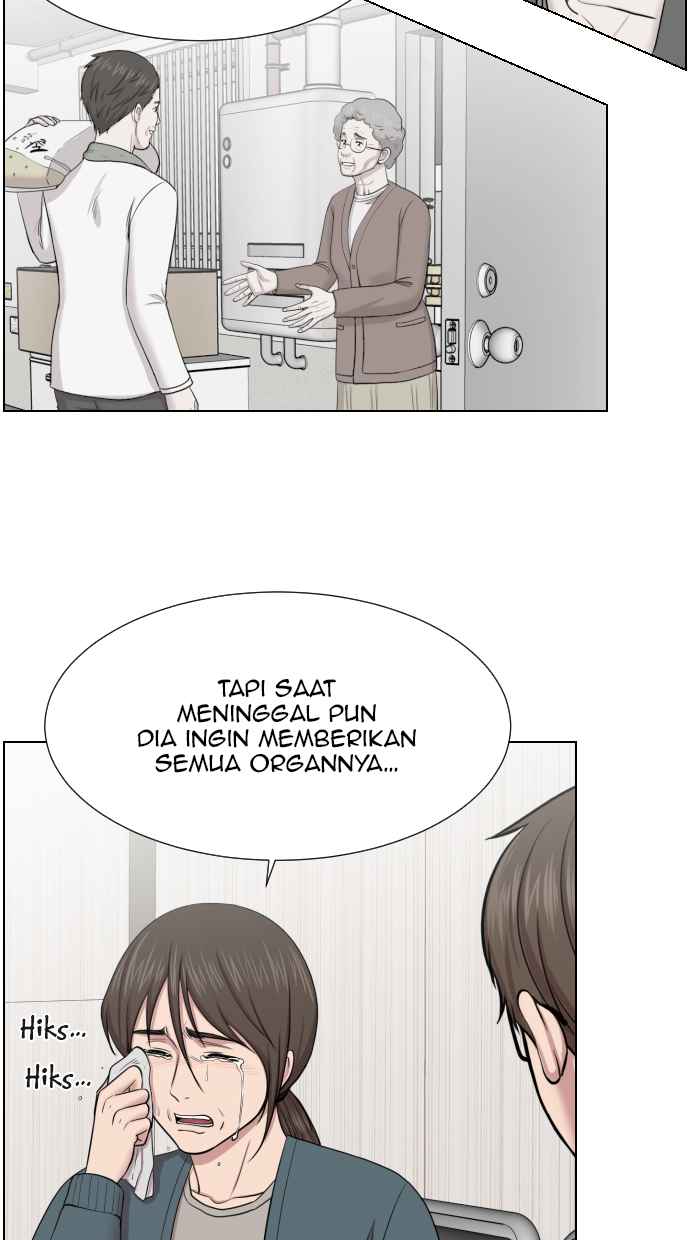 TAPI SAAT
MENINGGAL PUN
DIA INGIN MEMBERIKAN
SEMUA ORGANNYA...
Hiks...
Hiks...